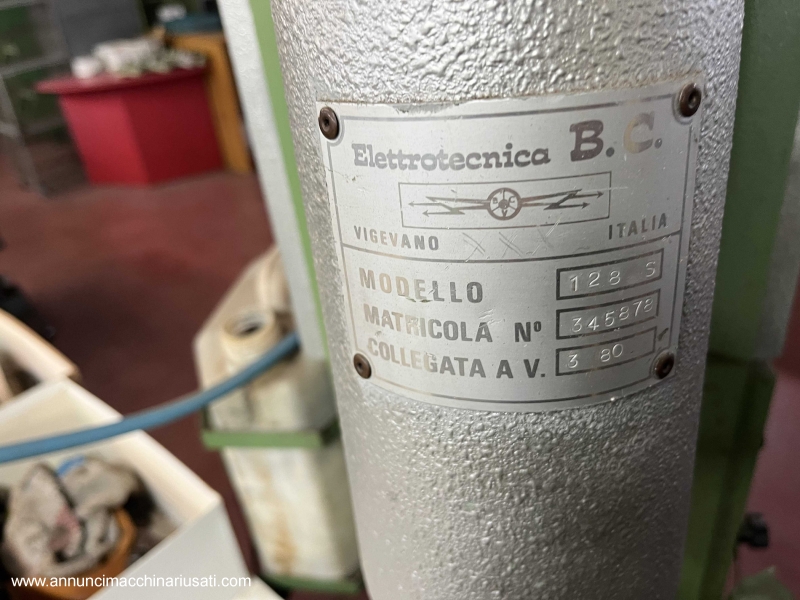 Elettrotecnica B.C.
VIGEVANO ITALIA
MODELLO 128 S
MATRICOLA Nº 345878
COLLEGATA A V. 380
www.annuncimacchinariusati.com